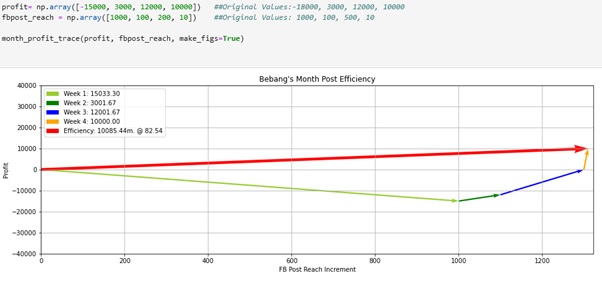 profit= np.array([-15000, 3000, 12000, 10000])   ##Original Values:-18000, 3000, 12000, 10000
fbpost_reach = np.array([1000, 100, 200, 10])   ##Original Values: 1000, 100, 500, 10
month_profit_trace(profit, fbpost_reach, make_figs=True)
Bebang's Month Post Efficiency
40000
30000
20000
10000
0
−10000
−20000
−30000
−40000
Profit
Week 1: 15033.30
Week 2: 3001.67
Week 3: 12001.67
Week 4: 10000.00
Efficiency: 10085.44m. @ 82.54
0 200 400 600 800 1000 1200
FB Post Reach Increment